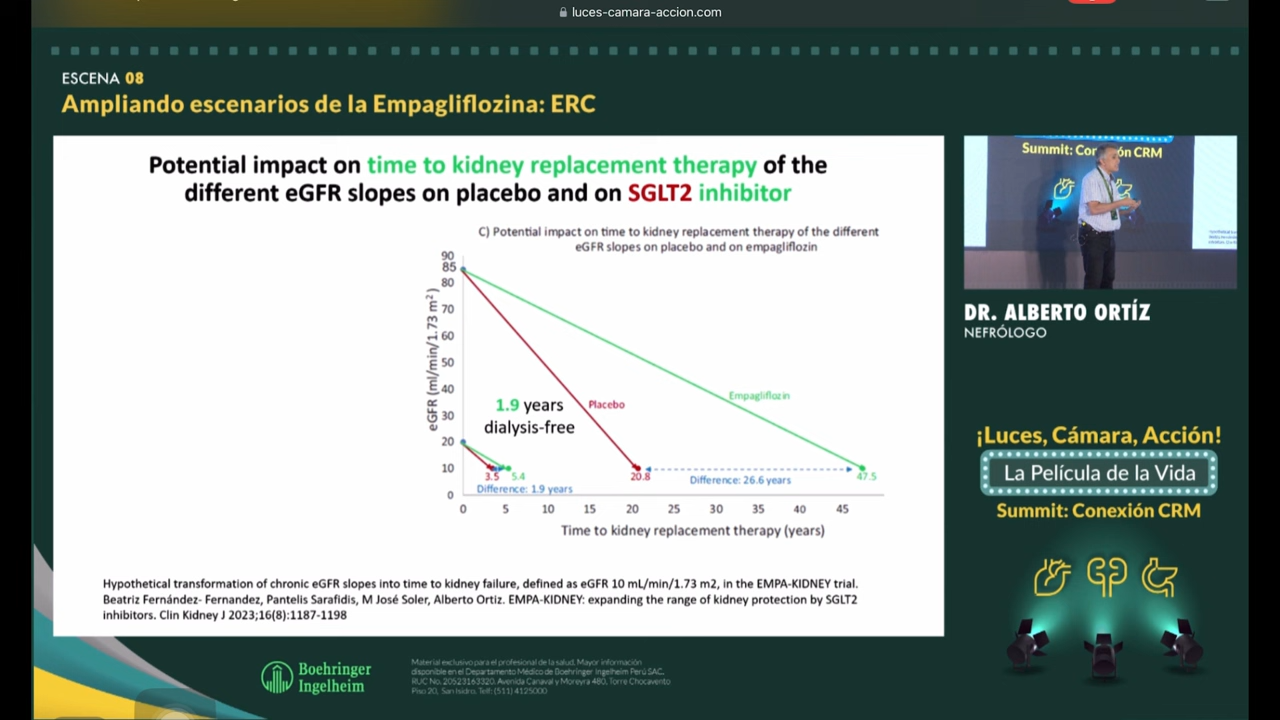 luces-camara-accion.com
ESCENA 08
Ampliando escenarios de la Empagliflozina: ERC
Potential impact on time to kidney replacement therapy of the
different eGFR slopes on placebo and on SGLT2 inhibitor
C) Potential impact on time to kidney replacement therapy of the different
eGFR slopes on placebo and on empagliflozin
eGFR (ml/min/1.73 m²)
90
85
80
70
60
50
40
30
20
10
0
Empagliflozin
Placebo
1.9 years
dialysis-free
3.5
5.4
Difference: 1.9 years
20.8
Difference: 26.6 years
47.5
0 5 10 15 20 25 30 35 40 45
Time to kidney replacement therapy (years)
Hypothetical transformation of chronic eGFR slopes into time to kidney failure, defined as eGFR 10 mL/min/1.73 m2, in the EMPA-KIDNEY trial.
Beatriz Fernández- Fernandez, Pantelis Sarafidis, M José Soler, Alberto Ortiz. EMPA-KIDNEY: expanding the range of kidney protection by SGLT2
inhibitors. Clin Kidney J 2023;16(8):1187-1198
DR. ALBERTO ORTÍZ
NEFRÓLOGO
¡Luces, Cámara, Acción!
La Película de la Vida
Summit: Conexión CRM
Boehringer
Ingelheim
Material exclusivo para el profesional de la salud. Mayor información
disponible en el Departamento Médico de Boehringer Ingelheim Perú SAC.
RUC No. 20523163320. Avenida Canaval y Moreyra 480, Torre Chocavento
Piso 20, San Isidro. Telf: (511) 4125000